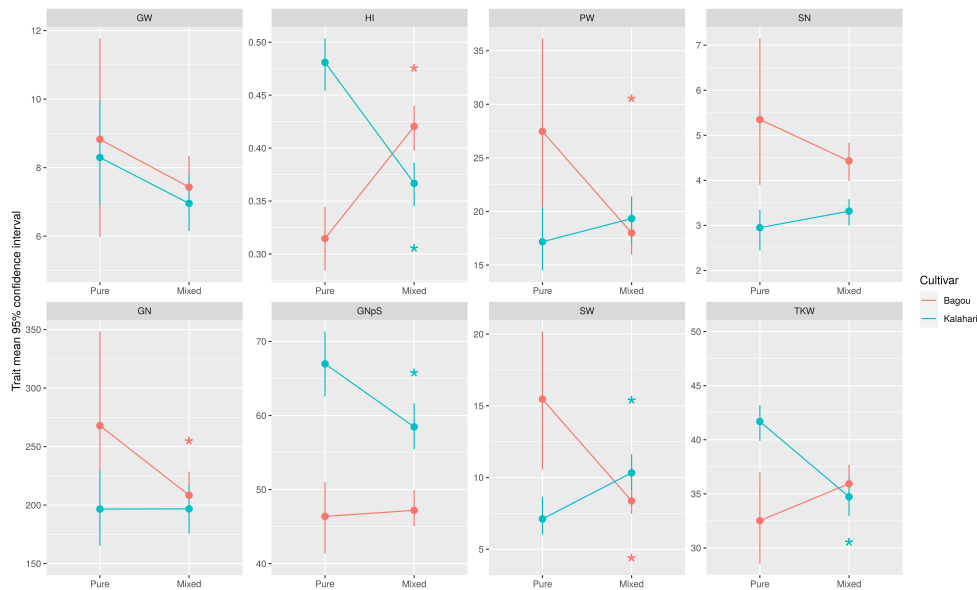 GW
HI
PW
SN
12
10
8
6
0.50
0.45
0.40
0.35
0.30
35
30
25
20
15
7
6
5
4
3
2
Pure Mixed
Pure Mixed
Pure Mixed
Pure Mixed
Trait mean 95% confidence interval
Cultivar
Bagou
Kalahari
GN
GNpS
SW
TKW
350
300
250
200
150
70
60
50
40
20
15
10
5
50
45
40
35
30
*
*
*
*
*
*
*
*
Pure Mixed
Pure Mixed
Pure Mixed
Pure Mixed